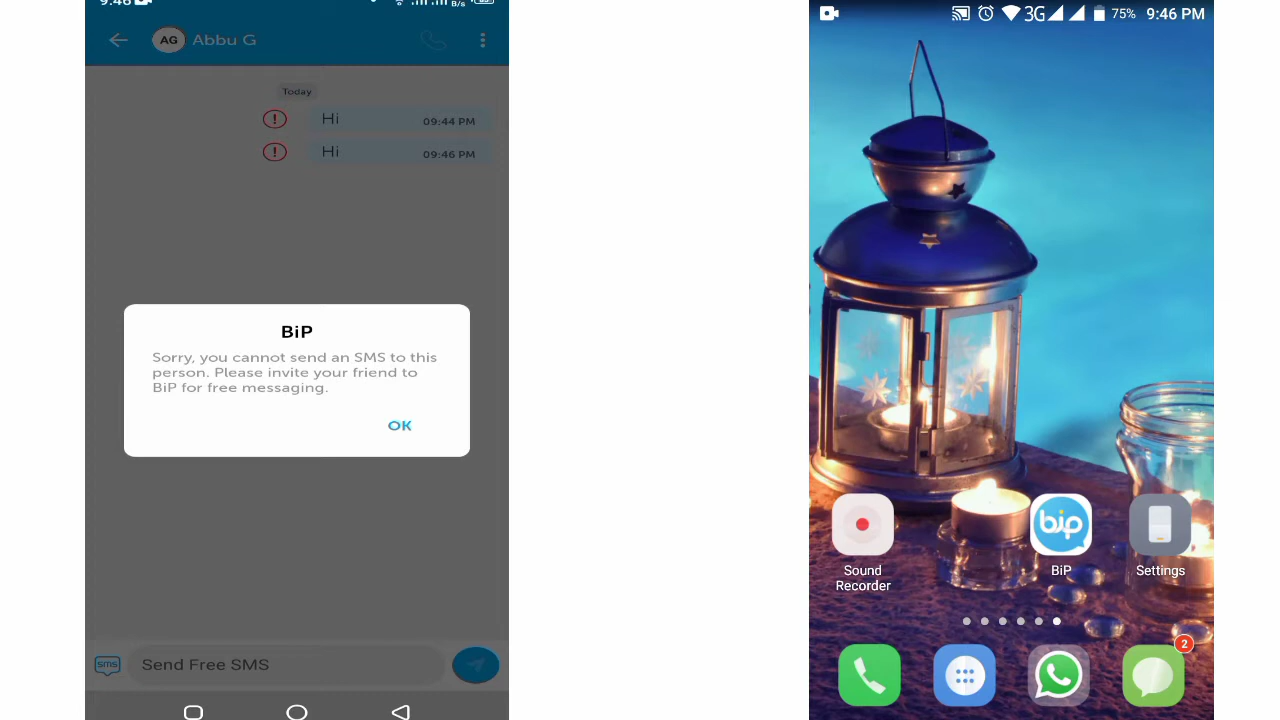 9:46
B/s
AG
Abbu G
Today
Hi
09:44 PM
Hi
09:46 PM
BiP
Sorry, you cannot send an SMS to this
person. Please invite your friend to
BiP for free messaging.
OK
sms
Send Free SMS
3G
75%
9:46 PM
bip
Sound
Recorder
BiP
Settings
2